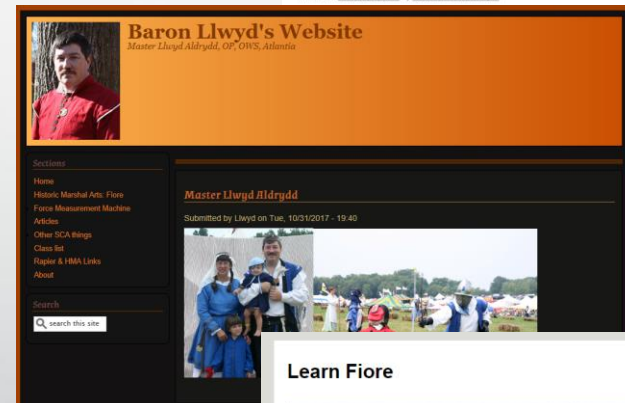 Baron Llwyd's Website
Master Llwyd Aldrydd, OP, OWS, Atlantia
Sections
Home
Historic Marshal Arts: Fiore
Force Measurement Machine
Articles
Other SCA things
Class list
Rapier & HMA Links
About
Search
search this site
Master Llwyd Aldrydd
Submitted by Llwyd on Tue, 10/31/2017 - 19:40
Learn Fiore